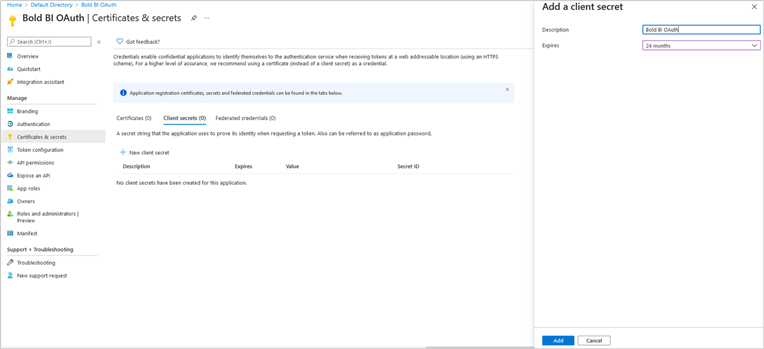 Home > Default Directory > Bold BI OAuth
Bold BI OAuth | Certificates & secrets
Search (Ctrl+/)
Overview
Quickstart
Integration assistant
Manage
Branding
Authentication
Certificates & secrets
Token configuration
API permissions
Expose an API
App roles
Owners
Roles and administrators |
Preview
Manifest
Support + Troubleshooting
Troubleshooting
New support request
Got feedback?
Credentials enable confidential applications to identify themselves to the authentication service when receiving tokens at a web addressable location (using an HTTPS
scheme). For a higher level of assurance, we recommend using a certificate (instead of a client secret) as a credential.
Application registration certificates, secrets and federated credentials can be found in the tabs below.
Certificates (0) Client secrets (0) Federated credentials (0)
A secret string that the application uses to prove its identity when requesting a token. Also can be referred to as application password.
New client secret
Description Expires Value Secret ID
No client secrets have been created for this application.
Add a client secret
Description Bold BI OAuth
Expires 24 months
Add Cancel